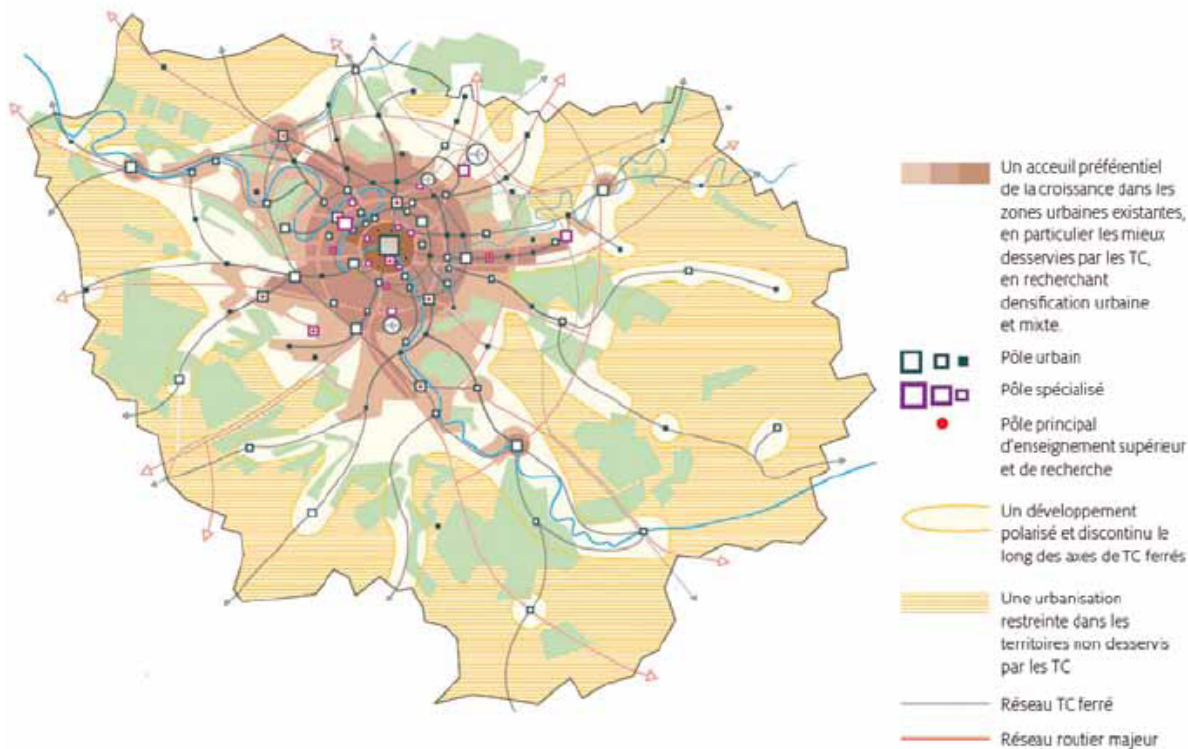 Un acceuil préférentiel
de la croissance dans les
zones urbaines existantes,
en particulier les mieux
desservies par les TC,
en recherchant
densification urbaine
et mixte.
Pôle urbain
Pôle spécialisé
Pôle principal
d'enseignement supérieur
et de recherche
Un développement
polarisé et discontinu le
long des axes de TC ferrés
Une urbanisation
restreinte dans les
territoires non desservis
par les TC
Réseau TC ferré
Réseau routier majeur